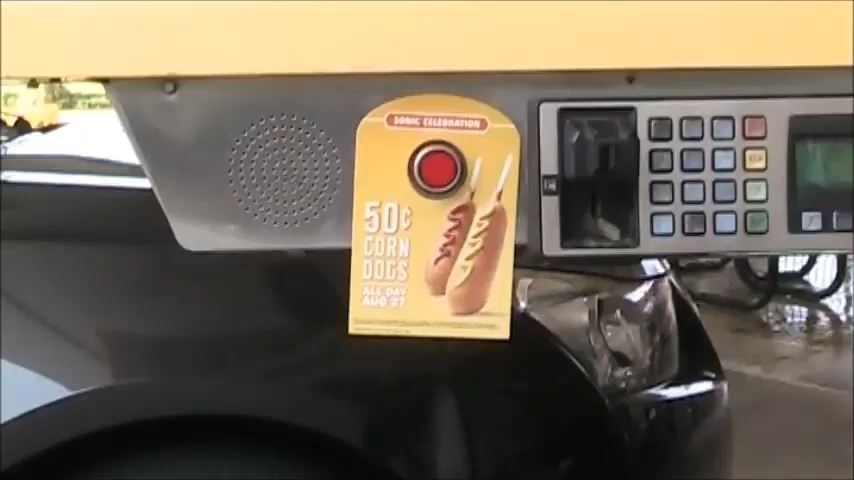 SONIC CELEBRATION
50¢
CORN
DOGS
ALL DAY
AUG 27